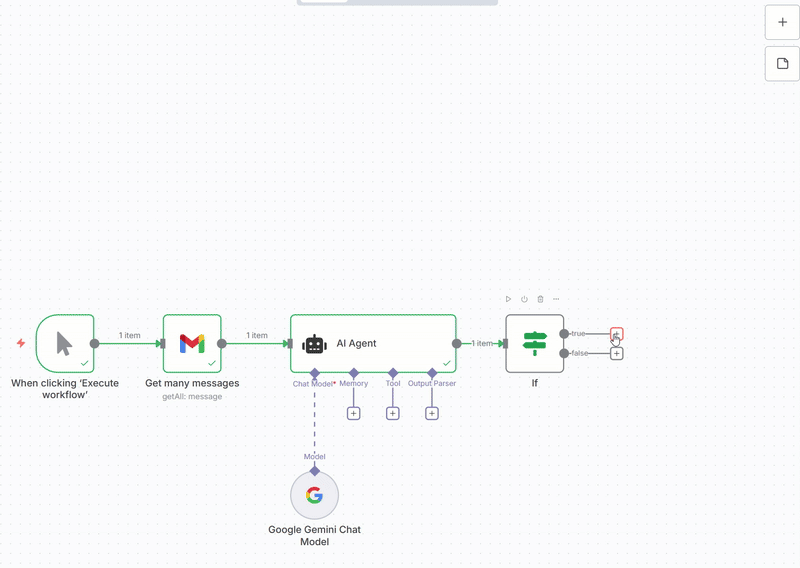 1 item
1 item
AI Agent
1 item
true
false
When clicking ‘Execute
workflow’
Get many messages
getAll: message
Chat Model*
Memory
Tool
Output Parser
If
Model
Google Gemini Chat
Model